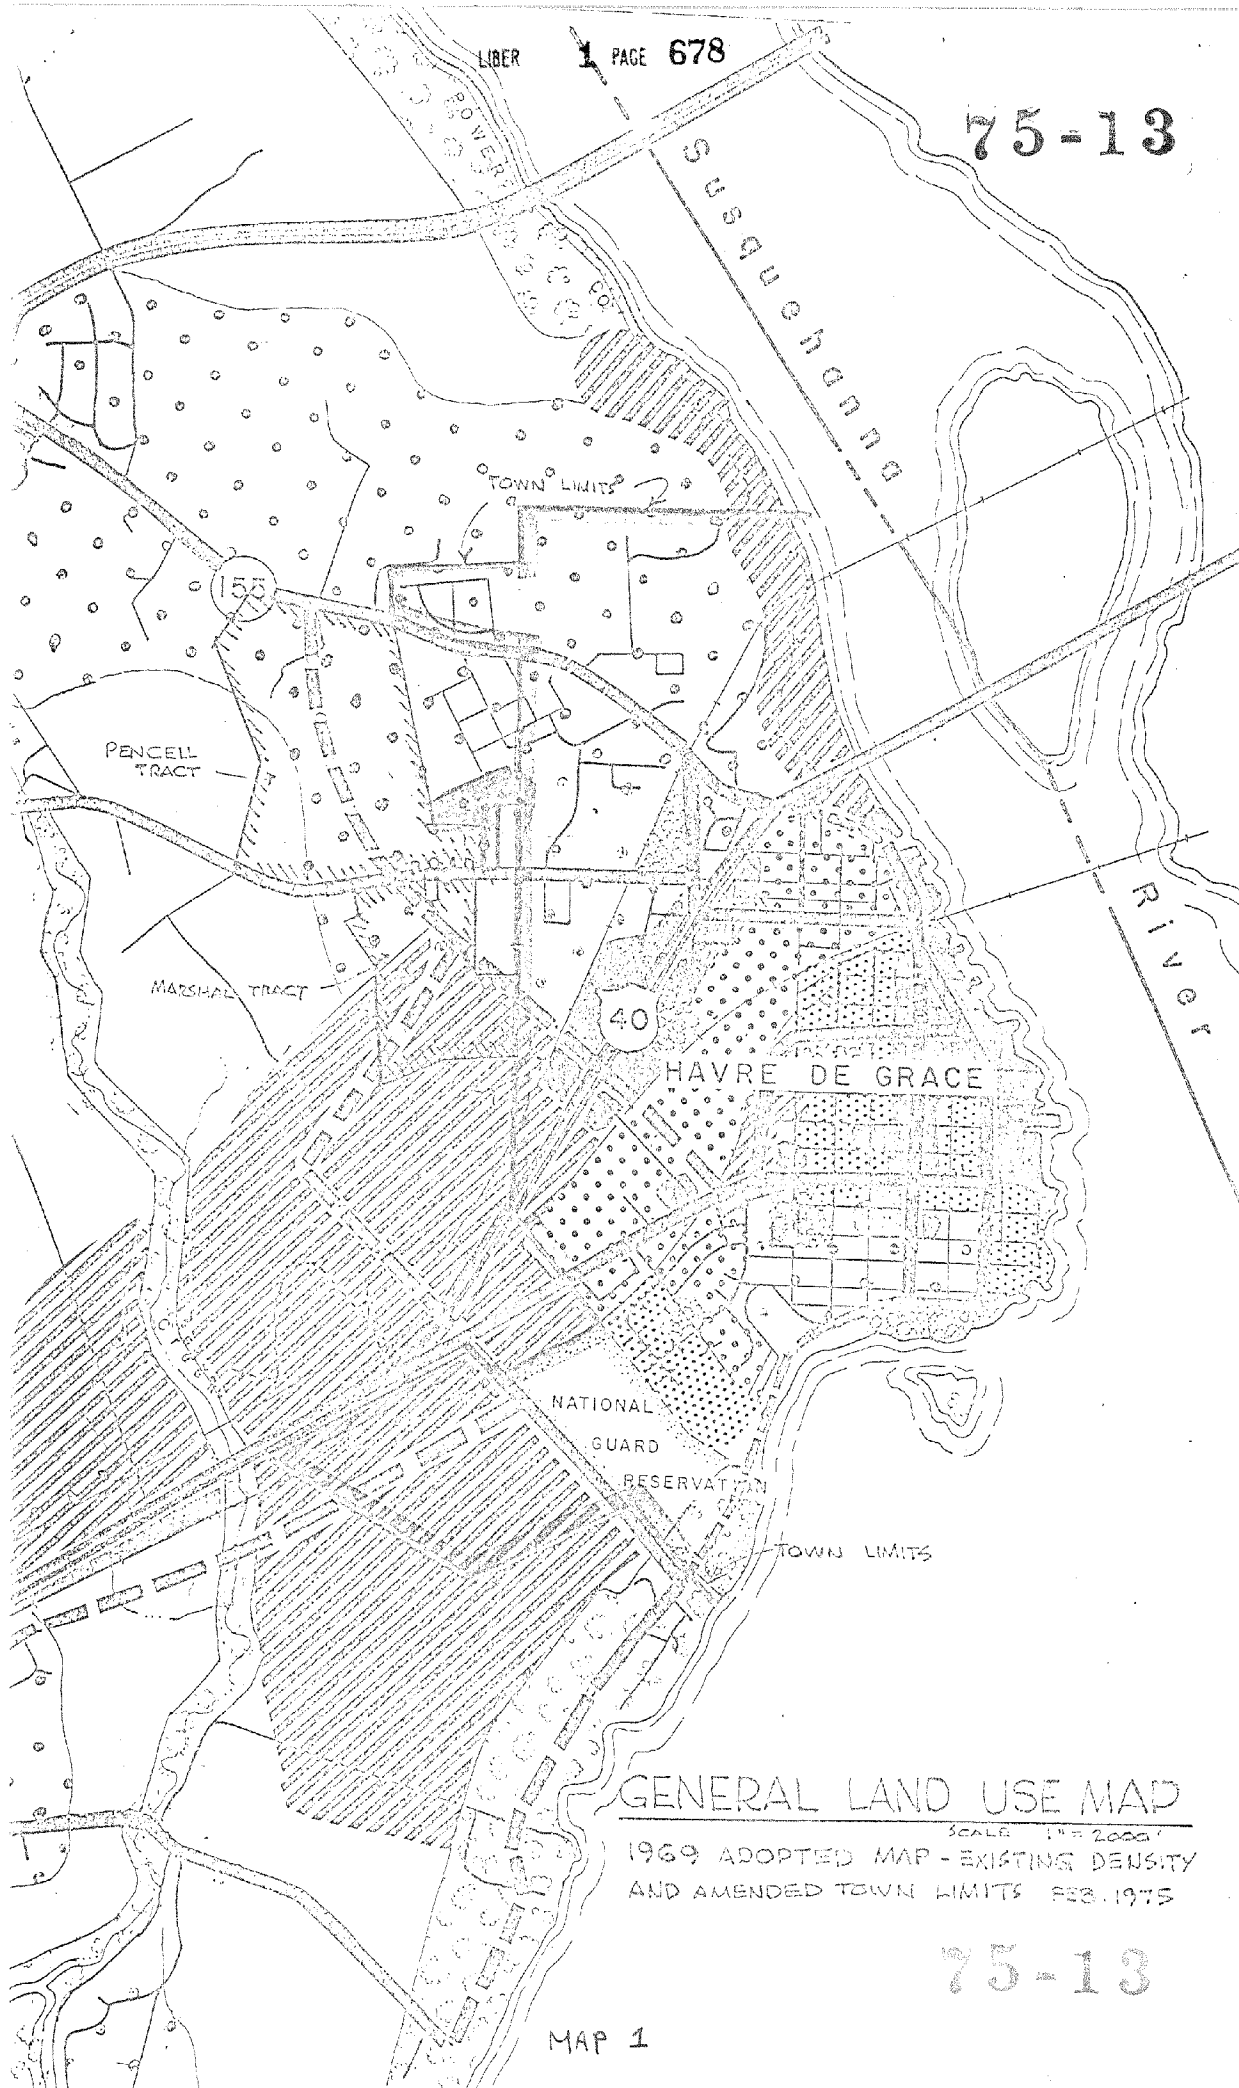 LIBER 1 PAGE 678
75-13
Susquehanna
TOWN LIMITS
155
PENCELL
TRACT
River
MARSHAL TRACT
40
HAVRE DE GRACE
NATIONAL
GUARD
RESERVATION
TOWN LIMITS
GENERAL LAND USE MAP
SCALE 1"=2000'
1969 ADOPTED MAP - EXISTING DENSITY
AND AMENDED TOWN LIMITS FEB. 1975
75-13
MAP 1